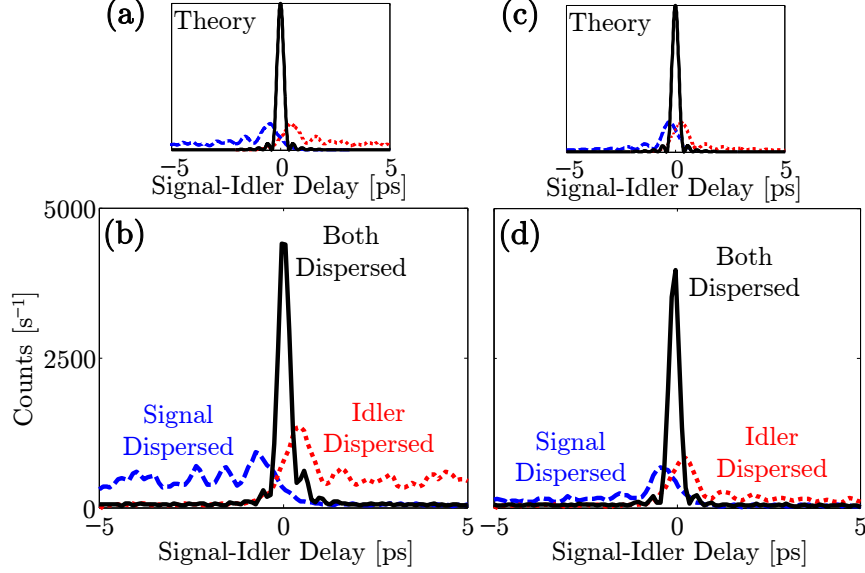 (a)
Theory
-5
0
5
Signal-Idler Delay [ps]
(c)
Theory
-5
0
5
Signal-Idler Delay [ps]
(b)
5000
2500
0
Counts [s⁻¹]
Both
Dispersed
Signal
Dispersed
Idler
Dispersed
−5
0
5
Signal-Idler Delay [ps]
(d)
Both
Dispersed
Signal
Dispersed
Idler
Dispersed
−5
0
5
Signal-Idler Delay [ps]